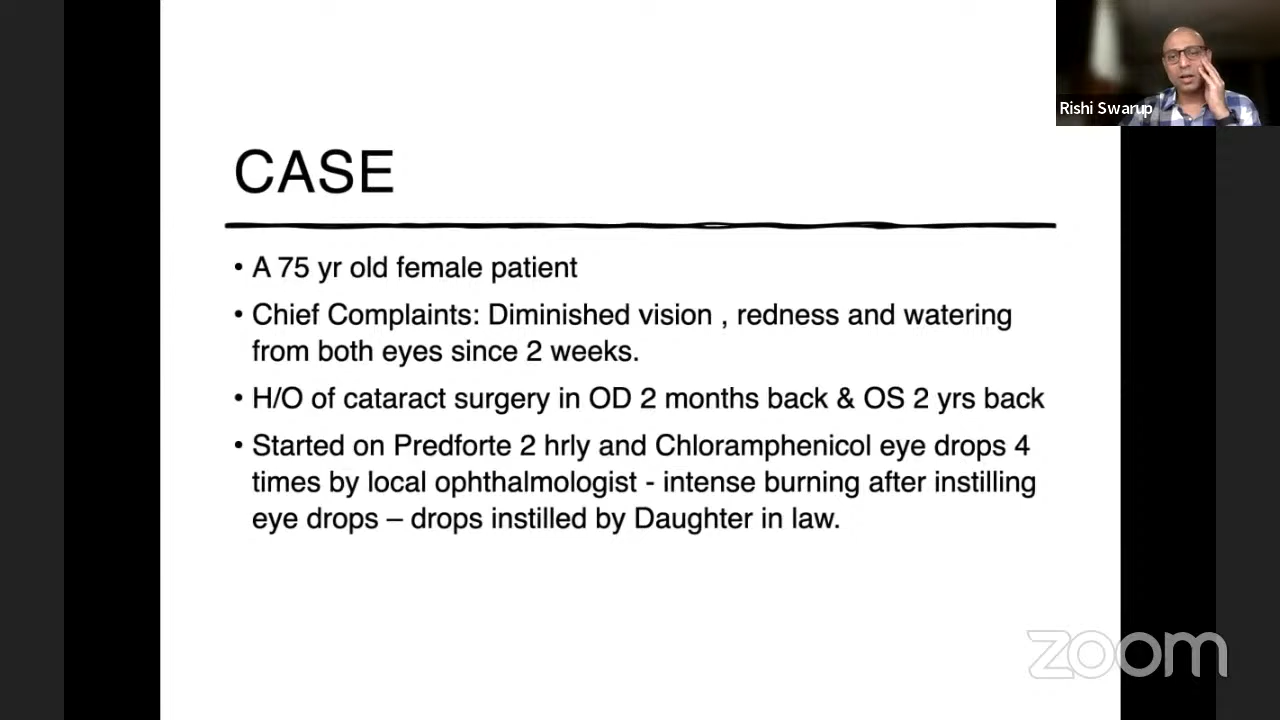 Rishi Swarup
CASE
• A 75 yr old female patient
• Chief Complaints: Diminished vision , redness and watering
from both eyes since 2 weeks.
• H/O of cataract surgery in OD 2 months back & OS 2 yrs back
• Started on Predforte 2 hrly and Chloramphenicol eye drops 4
times by local ophthalmologist - intense burning after instilling
eye drops – drops instilled by Daughter in law.
zoom